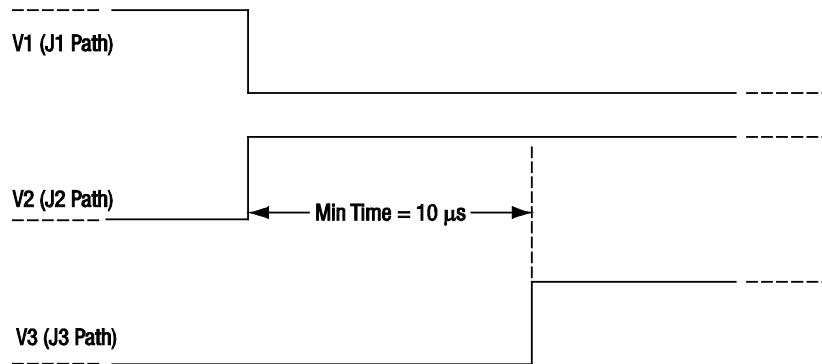 V1 (J1 Path)
V2 (J2 Path)
Min Time = 10 µs
V3 (J3 Path)